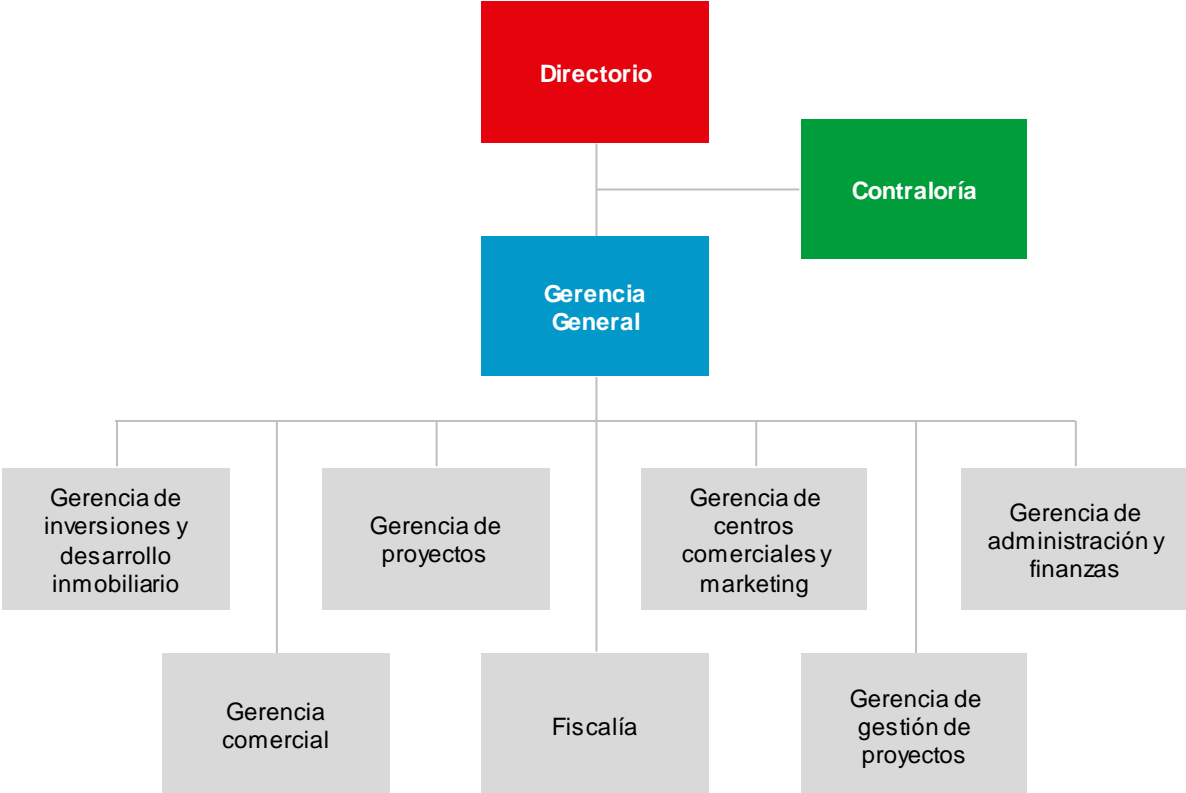 Directorio
Contraloría
Gerencia
General
Gerencia de
inversiones y
desarrollo
inmobiliario
Gerencia de
proyectos
Gerencia de
centros
comerciales y
marketing
Gerencia de
administración y
finanzas
Gerencia
comercial
Fiscalía
Gerencia de
gestión de
proyectos